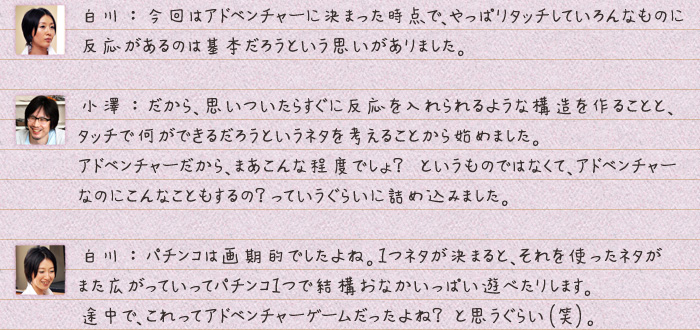 白川：今回はアドベンチャーに決まった時点で、やっぱりタッチしていろんなものに
反応があるのは基本だろうという思いがありました。
小澤：だから、思いついたらすぐに反応を入れられるような構造を作ることと、
タッチで何ができるだろうというネタを考えることから始めました。
アドベンチャーだから、まあこんな程度でしょ？ というものではなくて、アドベンチャー
なのにこんなこともするの？っていうぐらいに詰め込みました。
白川：パチンコは画期的でしたよね。1つネタが決まると、それを使ったネタが
また広がっていってパチンコ1つで結構おなかいっぱい遊べたりします。
途中で、これってアドベンチャーゲームだったよね？ と思うぐらい(笑)。